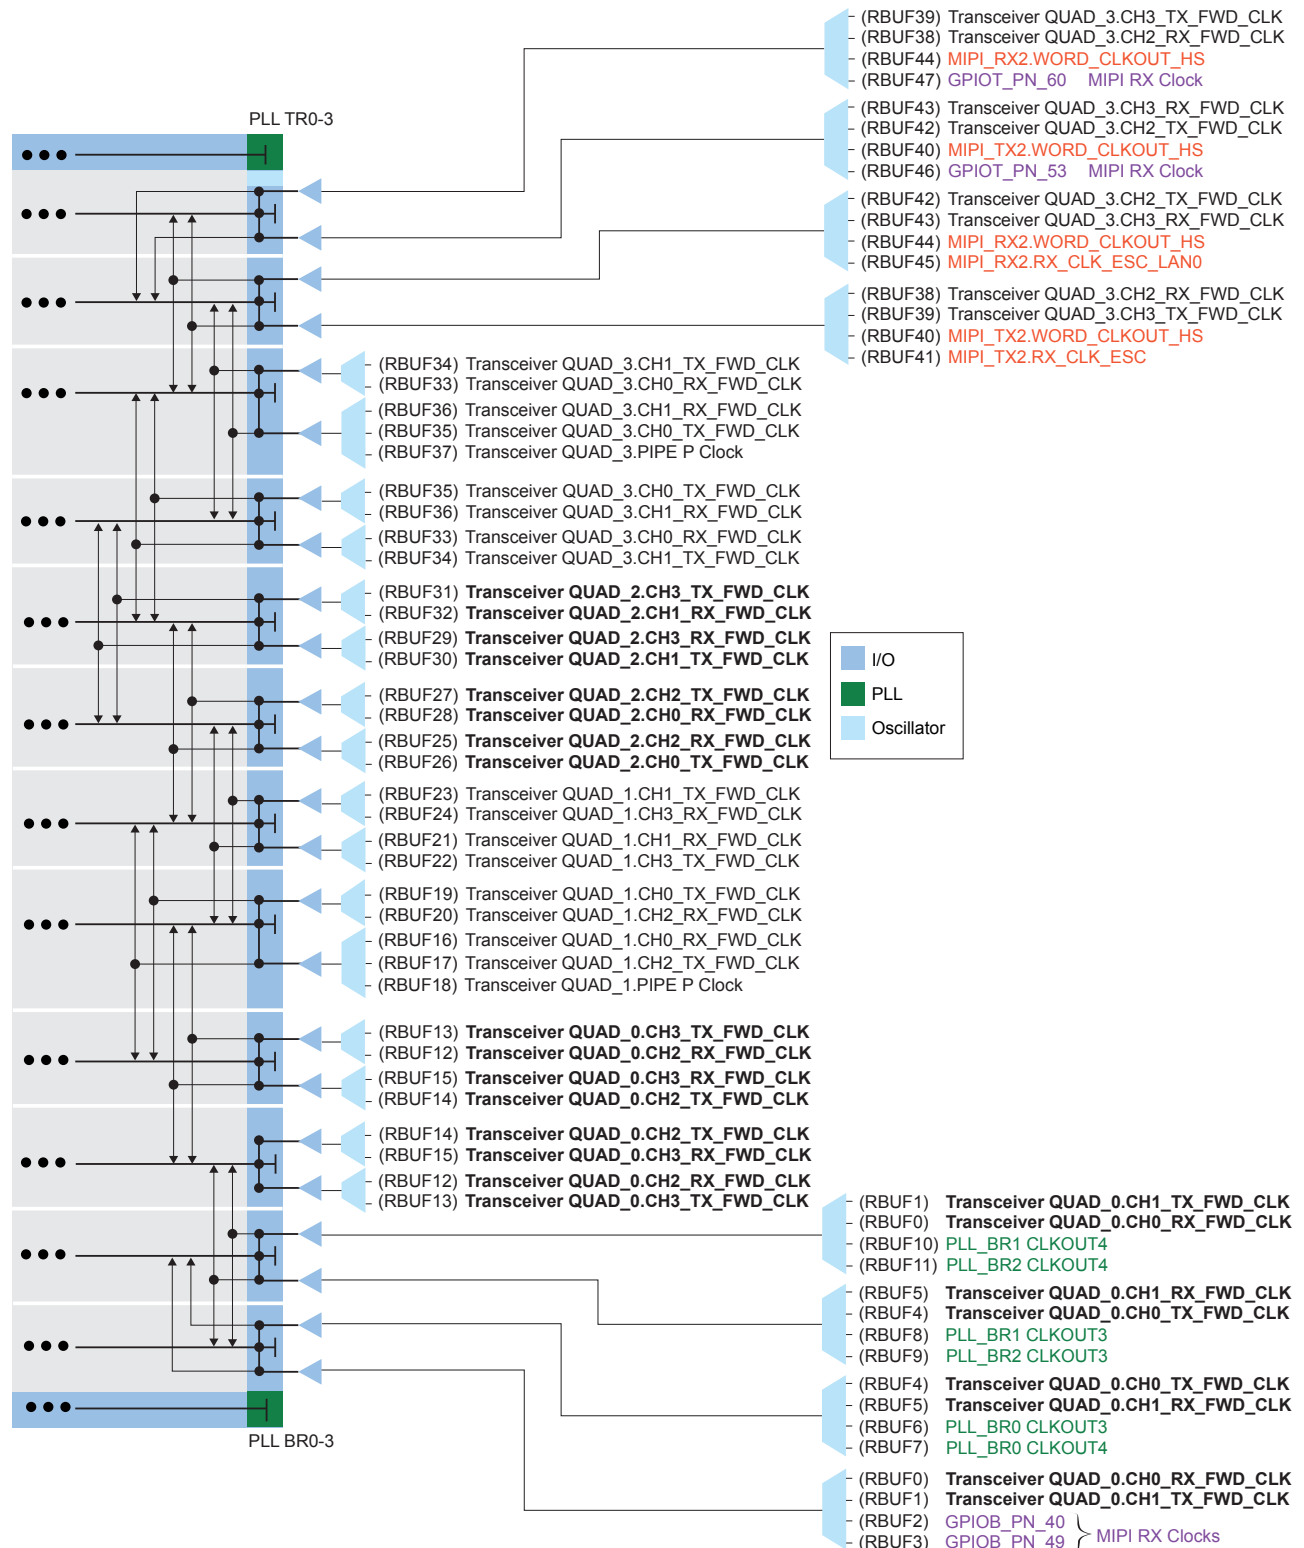 (RBUF39) Transceiver QUAD_3.CH3_TX_FWD_CLK
(RBUF38) Transceiver QUAD_3.CH2_RX_FWD_CLK
(RBUF44) MIPI_RX2.WORD_CLKOUT_HS
(RBUF47) GPIOT_PN_60 MIPI RX Clock
PLL TR0-3
(RBUF43) Transceiver QUAD_3.CH3_RX_FWD_CLK
(RBUF42) Transceiver QUAD_3.CH2_TX_FWD_CLK
(RBUF40) MIPI_TX2.WORD_CLKOUT_HS
(RBUF46) GPIOT_PN_53 MIPI RX Clock
(RBUF42) Transceiver QUAD_3.CH2_TX_FWD_CLK
(RBUF43) Transceiver QUAD_3.CH3_RX_FWD_CLK
(RBUF44) MIPI_RX2.WORD_CLKOUT_HS
(RBUF45) MIPI_RX2.RX_CLK_ESC_LAN0
(RBUF38) Transceiver QUAD_3.CH2_RX_FWD_CLK
(RBUF39) Transceiver QUAD_3.CH3_TX_FWD_CLK
(RBUF40) MIPI_TX2.WORD_CLKOUT_HS
(RBUF41) MIPI_TX2.RX_CLK_ESC
(RBUF34) Transceiver QUAD_3.CH1_TX_FWD_CLK
(RBUF33) Transceiver QUAD_3.CH0_RX_FWD_CLK
(RBUF36) Transceiver QUAD_3.CH1_RX_FWD_CLK
(RBUF35) Transceiver QUAD_3.CH0_TX_FWD_CLK
(RBUF37) Transceiver QUAD_3.PIPE P Clock
(RBUF35) Transceiver QUAD_3.CH0_TX_FWD_CLK
(RBUF36) Transceiver QUAD_3.CH1_RX_FWD_CLK
(RBUF33) Transceiver QUAD_3.CH0_RX_FWD_CLK
(RBUF34) Transceiver QUAD_3.CH1_TX_FWD_CLK
(RBUF31) Transceiver QUAD_2.CH3_TX_FWD_CLK
(RBUF32) Transceiver QUAD_2.CH1_RX_FWD_CLK
(RBUF29) Transceiver QUAD_2.CH3_RX_FWD_CLK
(RBUF30) Transceiver QUAD_2.CH1_TX_FWD_CLK
I/O
PLL
Oscillator
(RBUF27) Transceiver QUAD_2.CH2_TX_FWD_CLK
(RBUF28) Transceiver QUAD_2.CH0_RX_FWD_CLK
(RBUF25) Transceiver QUAD_2.CH2_RX_FWD_CLK
(RBUF26) Transceiver QUAD_2.CH0_TX_FWD_CLK
(RBUF23) Transceiver QUAD_1.CH1_TX_FWD_CLK
(RBUF24) Transceiver QUAD_1.CH3_RX_FWD_CLK
(RBUF21) Transceiver QUAD_1.CH1_RX_FWD_CLK
(RBUF22) Transceiver QUAD_1.CH3_TX_FWD_CLK
(RBUF19) Transceiver QUAD_1.CH0_TX_FWD_CLK
(RBUF20) Transceiver QUAD_1.CH2_RX_FWD_CLK
(RBUF16) Transceiver QUAD_1.CH0_RX_FWD_CLK
(RBUF17) Transceiver QUAD_1.CH2_TX_FWD_CLK
(RBUF18) Transceiver QUAD_1.PIPE P Clock
(RBUF13) Transceiver QUAD_0.CH3_TX_FWD_CLK
(RBUF12) Transceiver QUAD_0.CH2_RX_FWD_CLK
(RBUF15) Transceiver QUAD_0.CH3_RX_FWD_CLK
(RBUF14) Transceiver QUAD_0.CH2_TX_FWD_CLK
(RBUF14) Transceiver QUAD_0.CH2_TX_FWD_CLK
(RBUF15) Transceiver QUAD_0.CH3_RX_FWD_CLK
(RBUF12) Transceiver QUAD_0.CH2_RX_FWD_CLK
(RBUF13) Transceiver QUAD_0.CH3_TX_FWD_CLK
(RBUF1) Transceiver QUAD_0.CH1_TX_FWD_CLK
(RBUF0) Transceiver QUAD_0.CH0_RX_FWD_CLK
(RBUF10) PLL_BR1 CLKOUT4
(RBUF11) PLL_BR2 CLKOUT4
(RBUF5) Transceiver QUAD_0.CH1_RX_FWD_CLK
(RBUF4) Transceiver QUAD_0.CH0_TX_FWD_CLK
(RBUF8) PLL_BR1 CLKOUT3
(RBUF9) PLL_BR2 CLKOUT3
(RBUF4) Transceiver QUAD_0.CH0_TX_FWD_CLK
(RBUF5) Transceiver QUAD_0.CH1_RX_FWD_CLK
(RBUF6) PLL_BR0 CLKOUT3
(RBUF7) PLL_BR0 CLKOUT4
PLL BR0-3
(RBUF0) Transceiver QUAD_0.CH0_RX_FWD_CLK
(RBUF1) Transceiver QUAD_0.CH1_TX_FWD_CLK
(RBUF2) GPIOB_PN_40
(RBUF3) GPIOB_PN_49
MIPI RX Clocks